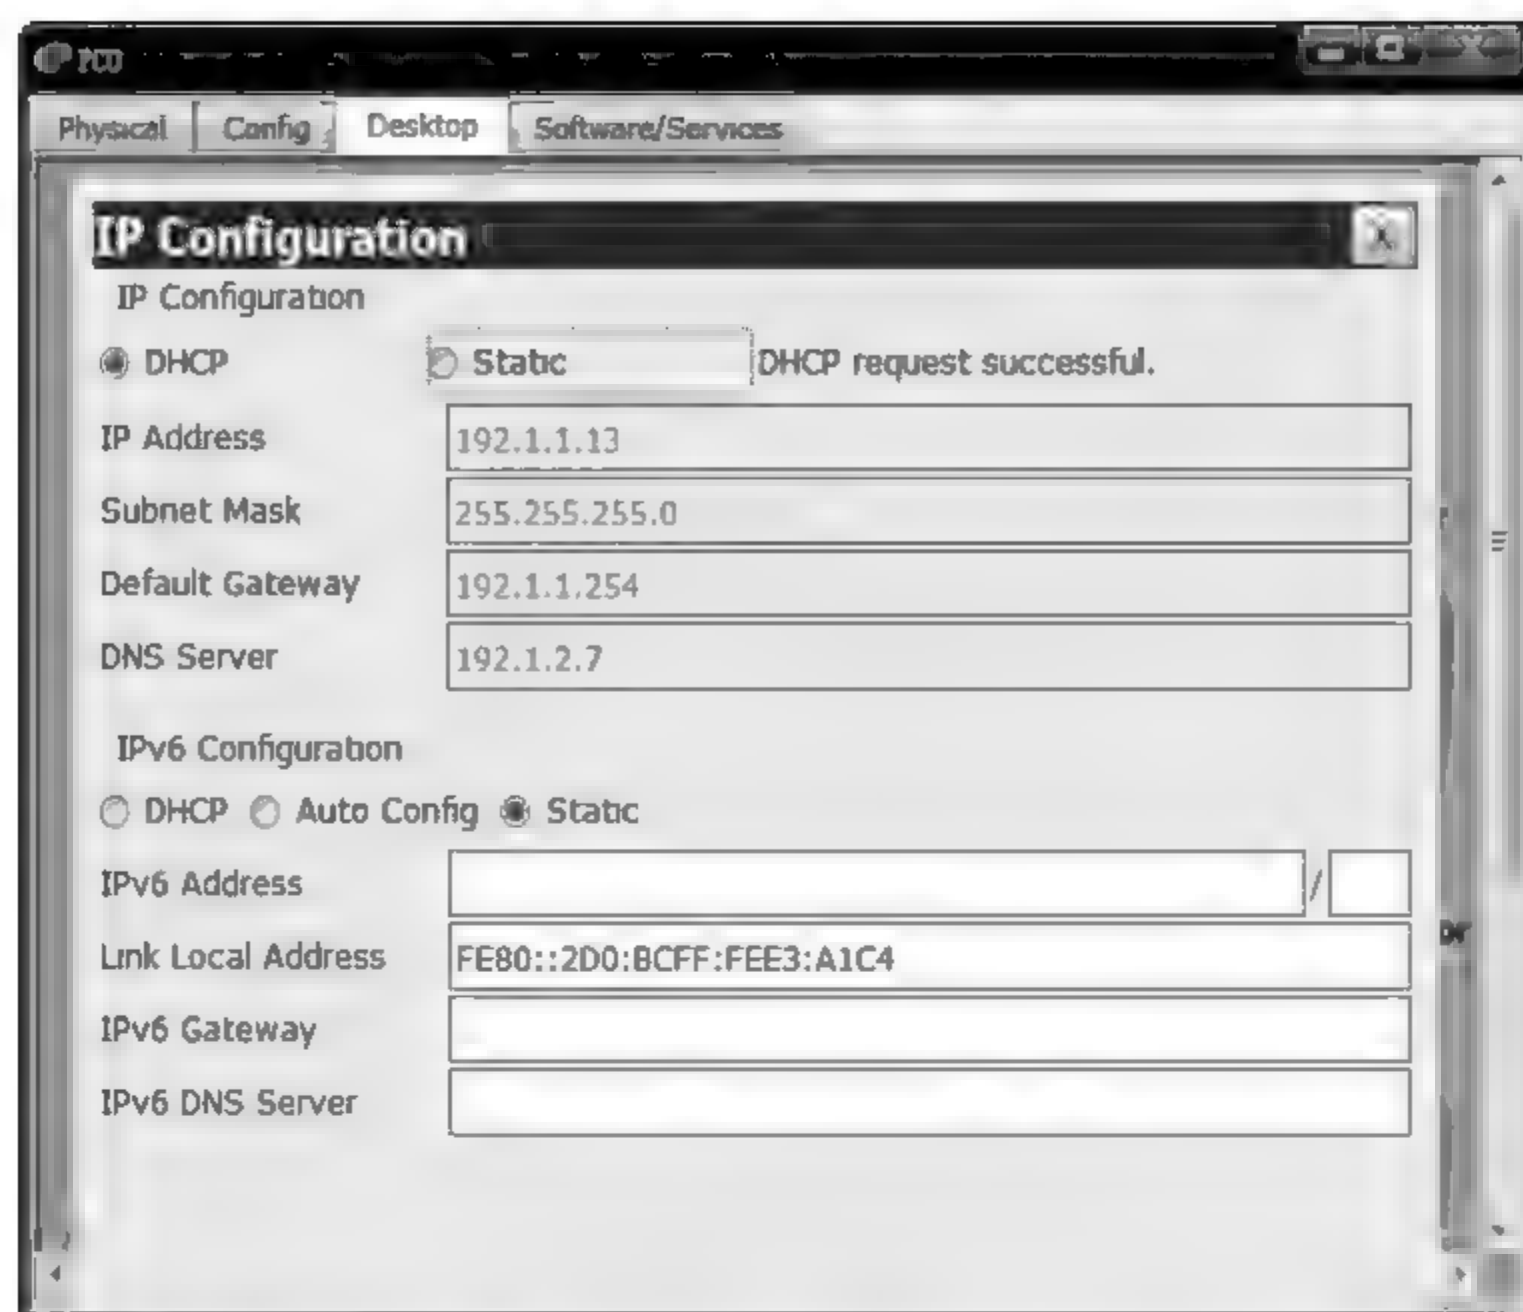 PC0
Physical Config Desktop Software/Services
IP Configuration X
IP Configuration
DHCP Static DHCP request successful.
IP Address 192.1.1.13
Subnet Mask 255.255.255.0
Default Gateway 192.1.1.254
DNS Server 192.1.2.7
IPv6 Configuration
DHCP Auto Config Static
IPv6 Address /
Link Local Address FE80::2D0:BCFF:FEE3:A1C4
IPv6 Gateway
IPv6 DNS Server